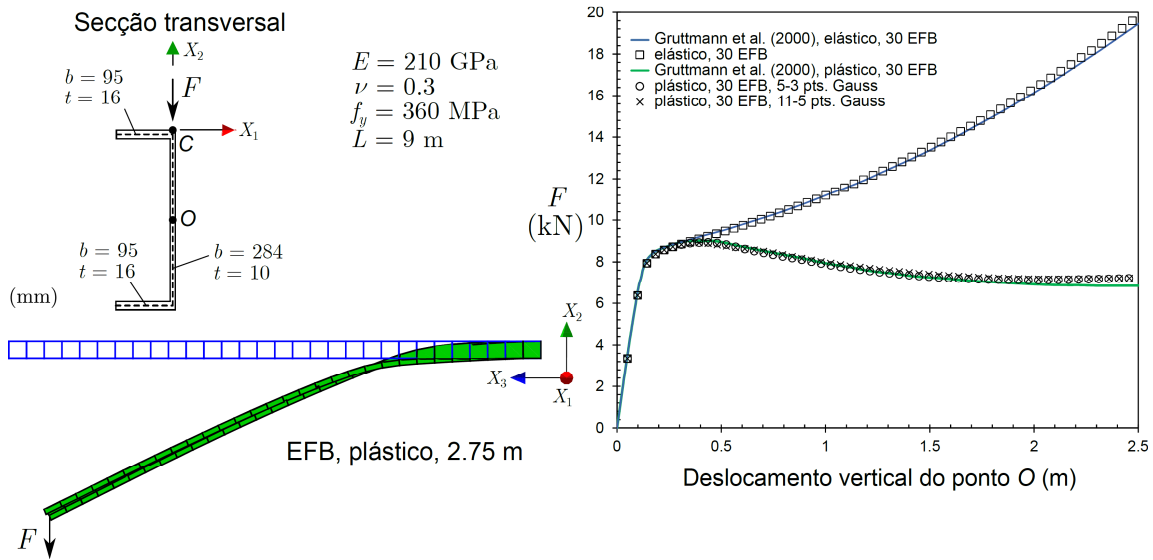 Secção transversal
X₂
F
b = 95
t = 16
X₁
C
O
b = 95
t = 16
b = 284
t = 10
(mm)
E = 210 GPa
ν = 0.3
f_y = 360 MPa
L = 9 m
X₂
X₃
X₁
EFB, plástico, 2.75 m
F
20
18
16
14
12
10
8
6
4
2
0
F
(kN)
Gruttmann et al. (2000), elástico, 30 EFB
elástico, 30 EFB
Gruttmann et al. (2000), plástico, 30 EFB
plástico, 30 EFB, 5-3 pts. Gauss
plástico, 30 EFB, 11-5 pts. Gauss
0 0.5 1 1.5 2 2.5
Deslocamento vertical do ponto O (m)